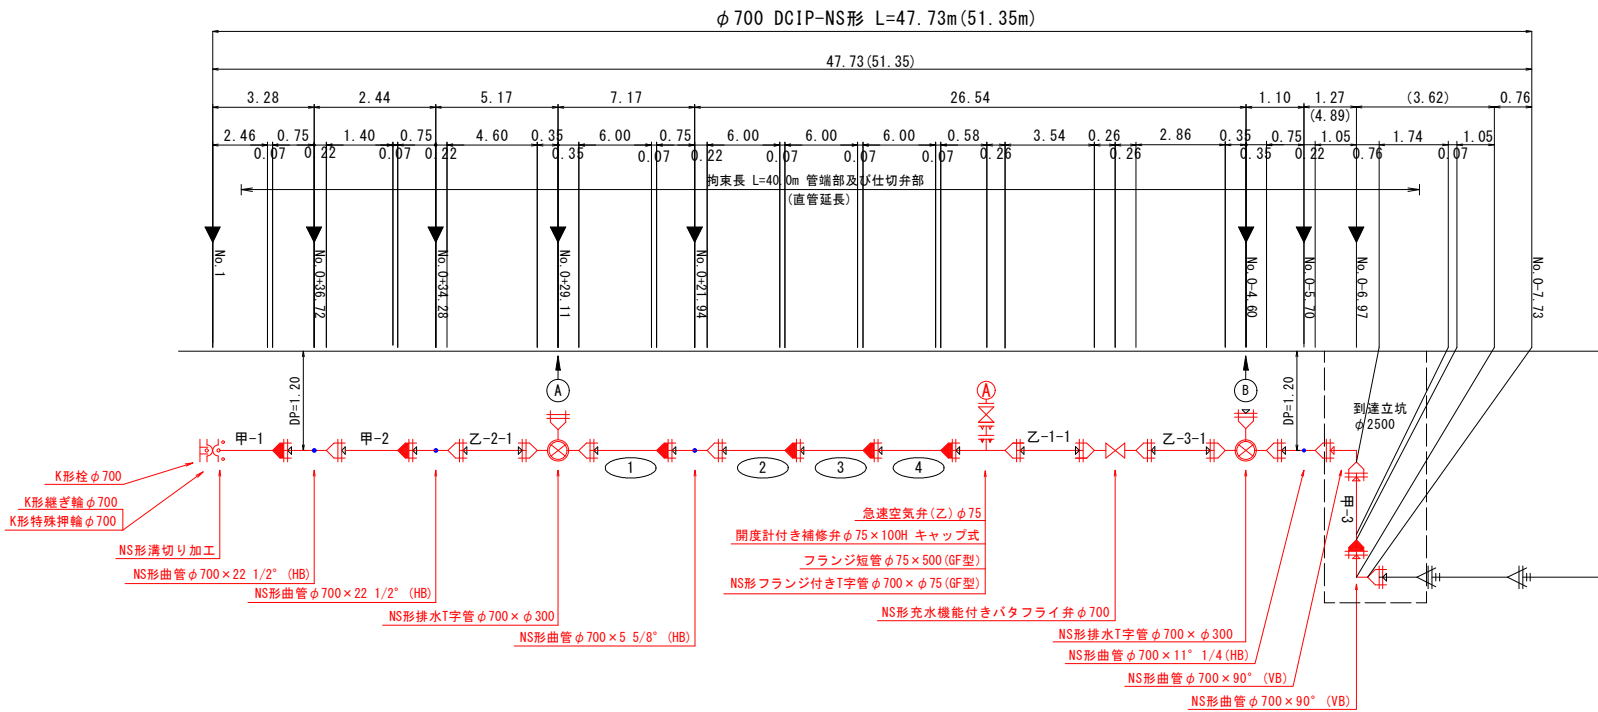 φ700 DCIP-NS形 L=47.73m(51.35m)
47.73(51.35)
3.28 2.44 5.17 7.17 26.54 1.10 1.27 (3.62) 0.76
(4.89)
2.46 0.75 1.40 0.75 4.60 0.35 6.00 0.75 6.00 6.00 6.00 0.58 3.54 0.26 2.86 0.35 0.75 1.05 1.74 1.05
0.07 0.22 0.07 0.22 0.35 0.07 0.22 0.07 0.07 0.07 0.26 0.26 0.35 0.22 0.76 0.07
拘束長 L=40.0m 管端部及び仕切弁部
(直管延長)
No.1
No.0+36.72
No.0+34.28
No.0+29.11
No.0+21.94
No.0-4.60
No.0-5.70
No.0-6.97
No.0-7.73
DP=1.20
A
A
B
DP=1.20
到達立坑
φ2500
甲-1
甲-2
乙-2-1
1
2
3
4
乙-1-1
乙-3-1
甲-3
K形栓φ700
K形継ぎ輪φ700
K形特殊押輪φ700
NS形溝切り加工
NS形曲管φ700×22 1/2° (HB)
NS形曲管φ700×22 1/2° (HB)
NS形排水T字管φ700×φ300
NS形曲管φ700×5 5/8° (HB)
急速空気弁(乙)φ75
開度計付き補修弁φ75×100H キャップ式
フランジ短管φ75×500(GF型)
NS形フランジ付きT字管φ700×φ75(GF型)
NS形充水機能付きバタフライ弁φ700
NS形排水T字管φ700×φ300
NS形曲管φ700×11° 1/4(HB)
NS形曲管φ700×90° (VB)
NS形曲管φ700×90° (VB)